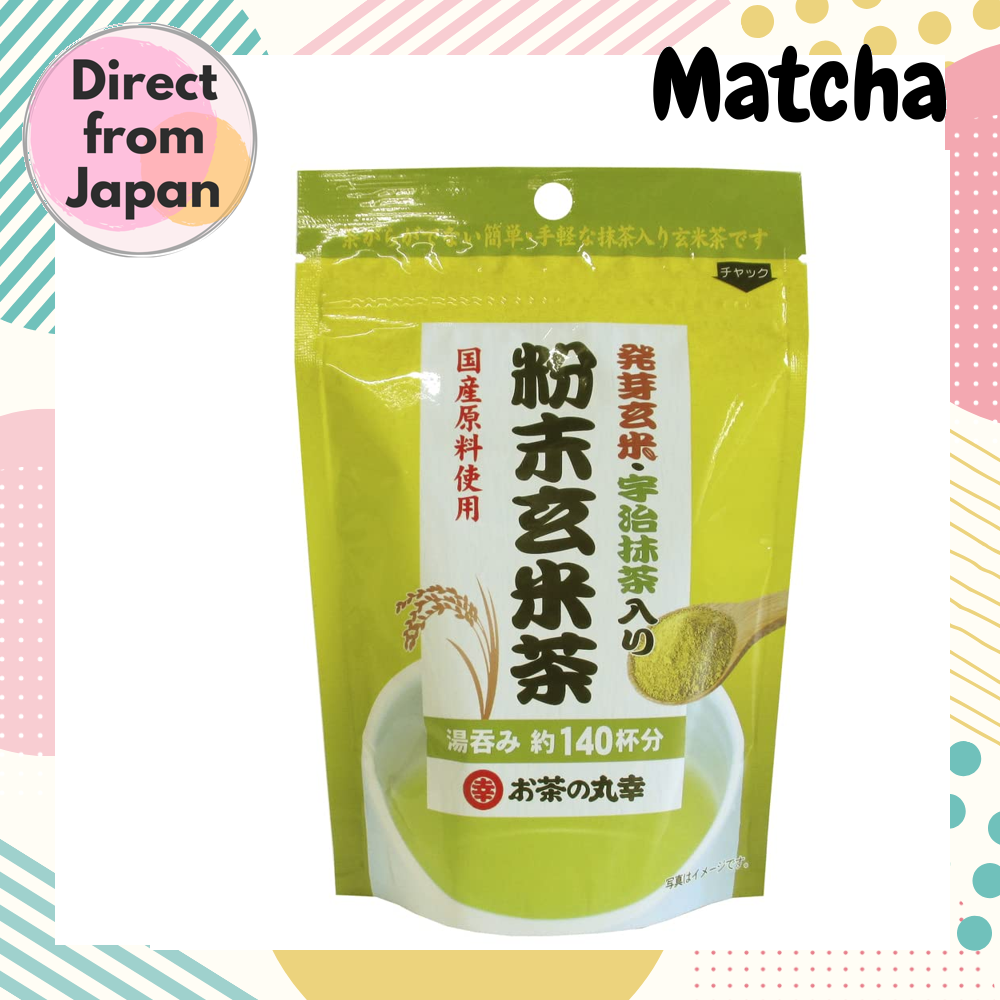 Direct
from
Japan
Matcha
茶がらがでない簡単・手軽な抹茶入り玄米茶です
チャック
発芽玄米・宇治抹茶入り
粉末玄米茶
国産原料使用
湯呑み 約140杯分
幸 お茶の丸幸
写真はイメージです。